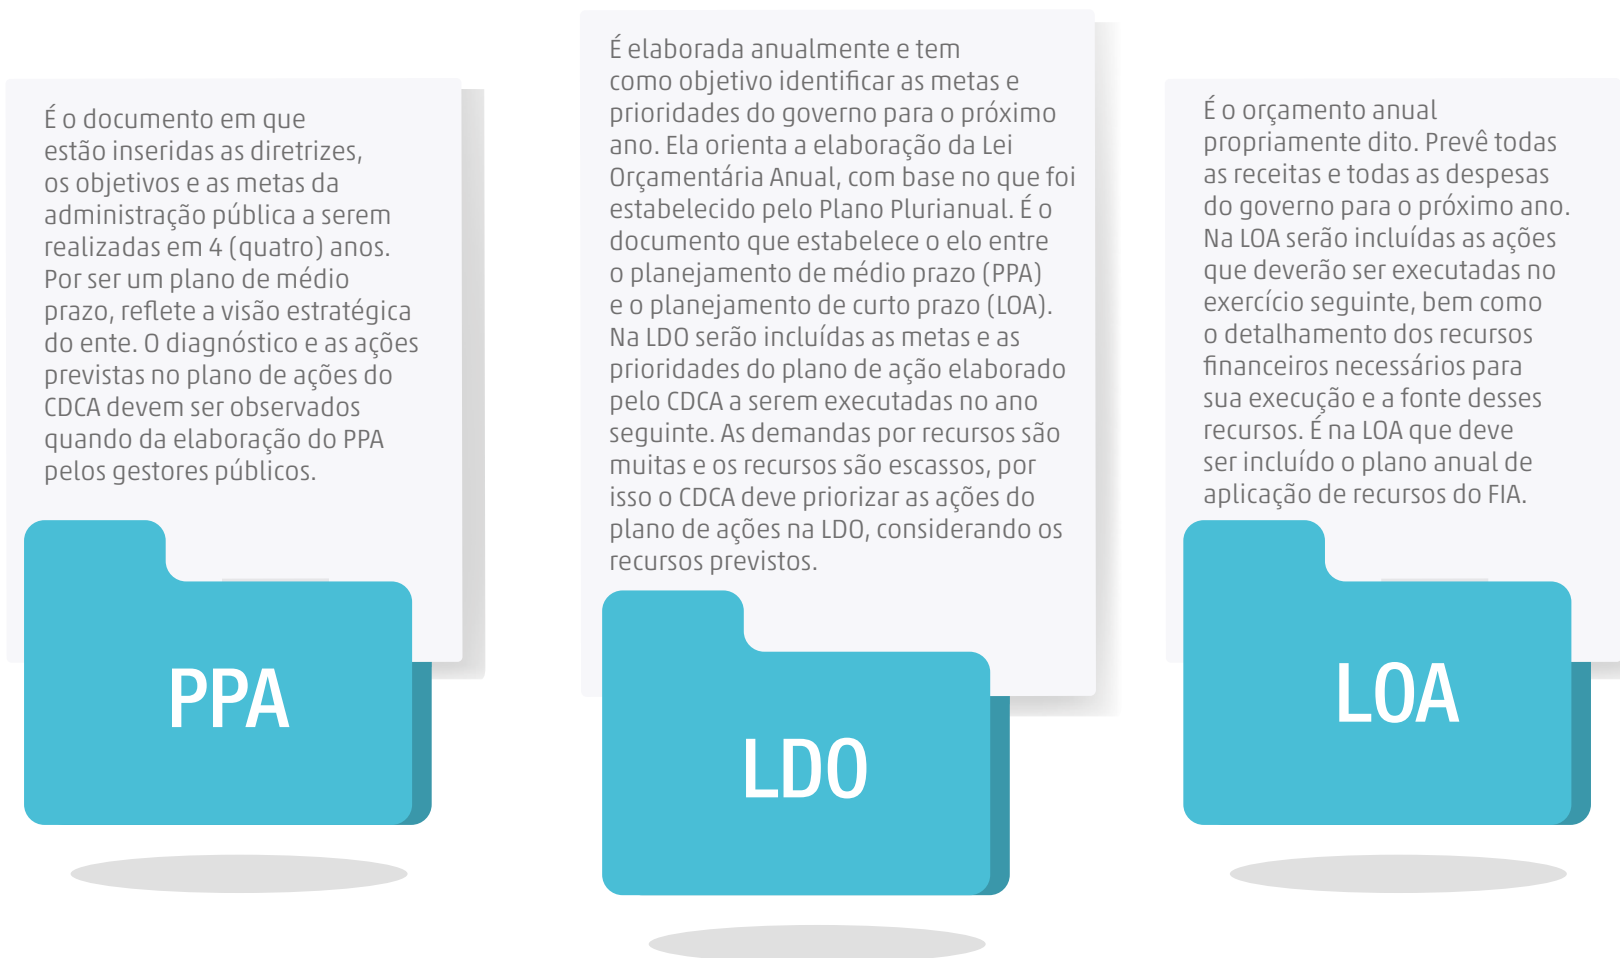 É o documento em que
estão inseridas as diretrizes,
os objetivos e as metas da
administração pública a serem
realizadas em 4 (quatro) anos.
Por ser um plano de médio
prazo, reflete a visão estratégica
do ente. O diagnóstico e as ações
previstas no plano de ações do
CDCA devem ser observados
quando da elaboração do PPA
pelos gestores públicos.
PPA
É elaborada anualmente e tem
como objetivo identificar as metas e
prioridades do governo para o próximo
ano. Ela orienta a elaboração da Lei
Orçamentária Anual, com base no que foi
estabelecido pelo Plano Plurianual. É o
documento que estabelece o elo entre
o planejamento de médio prazo (PPA)
e o planejamento de curto prazo (LOA).
Na LDO serão incluídas as metas e as
prioridades do plano de ação elaborado
pelo CDCA a serem executadas no ano
seguinte. As demandas por recursos são
muitas e os recursos são escassos, por
isso o CDCA deve priorizar as ações do
plano de ações na LDO, considerando os
recursos previstos.
LDO
É o orçamento anual
propriamente dito. Prevê todas
as receitas e todas as despesas
do governo para o próximo ano.
Na LOA serão incluídas as ações
que deverão ser executadas no
exercício seguinte, bem como
o detalhamento dos recursos
financeiros necessários para
sua execução e a fonte desses
recursos. É na LOA que deve
ser incluído o plano anual de
aplicação de recursos do FIA.
LOA